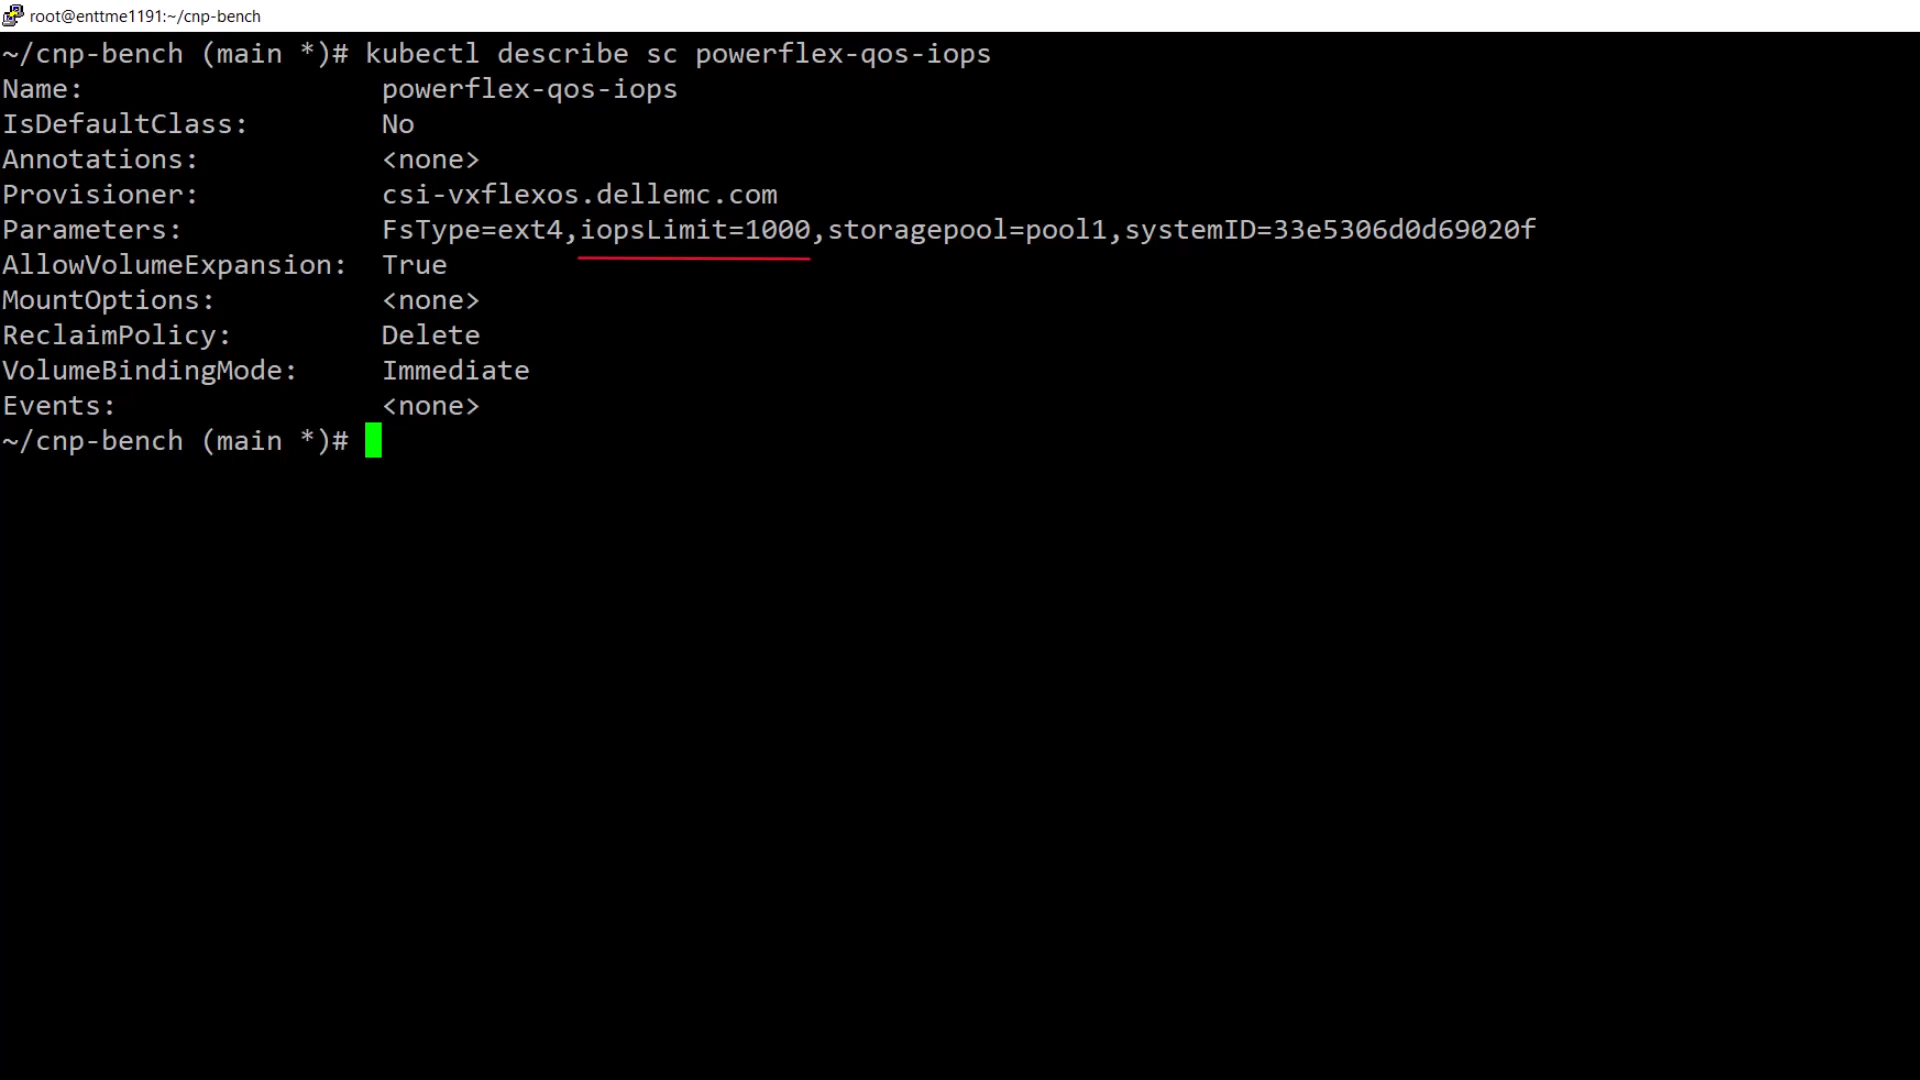 root@enttme1191:~/cnp-bench
~/cnp-bench (main *)# kubectl describe sc powerflex-qos-iops
Name: powerflex-qos-iops
IsDefaultClass: No
Annotations: <none>
Provisioner: csi-vxflexos.dellemc.com
Parameters: FsType=ext4,iopsLimit=1000,storagepool=pool1,systemID=33e5306d0d69020f
AllowVolumeExpansion: True
MountOptions: <none>
ReclaimPolicy: Delete
VolumeBindingMode: Immediate
Events: <none>
~/cnp-bench (main *)#